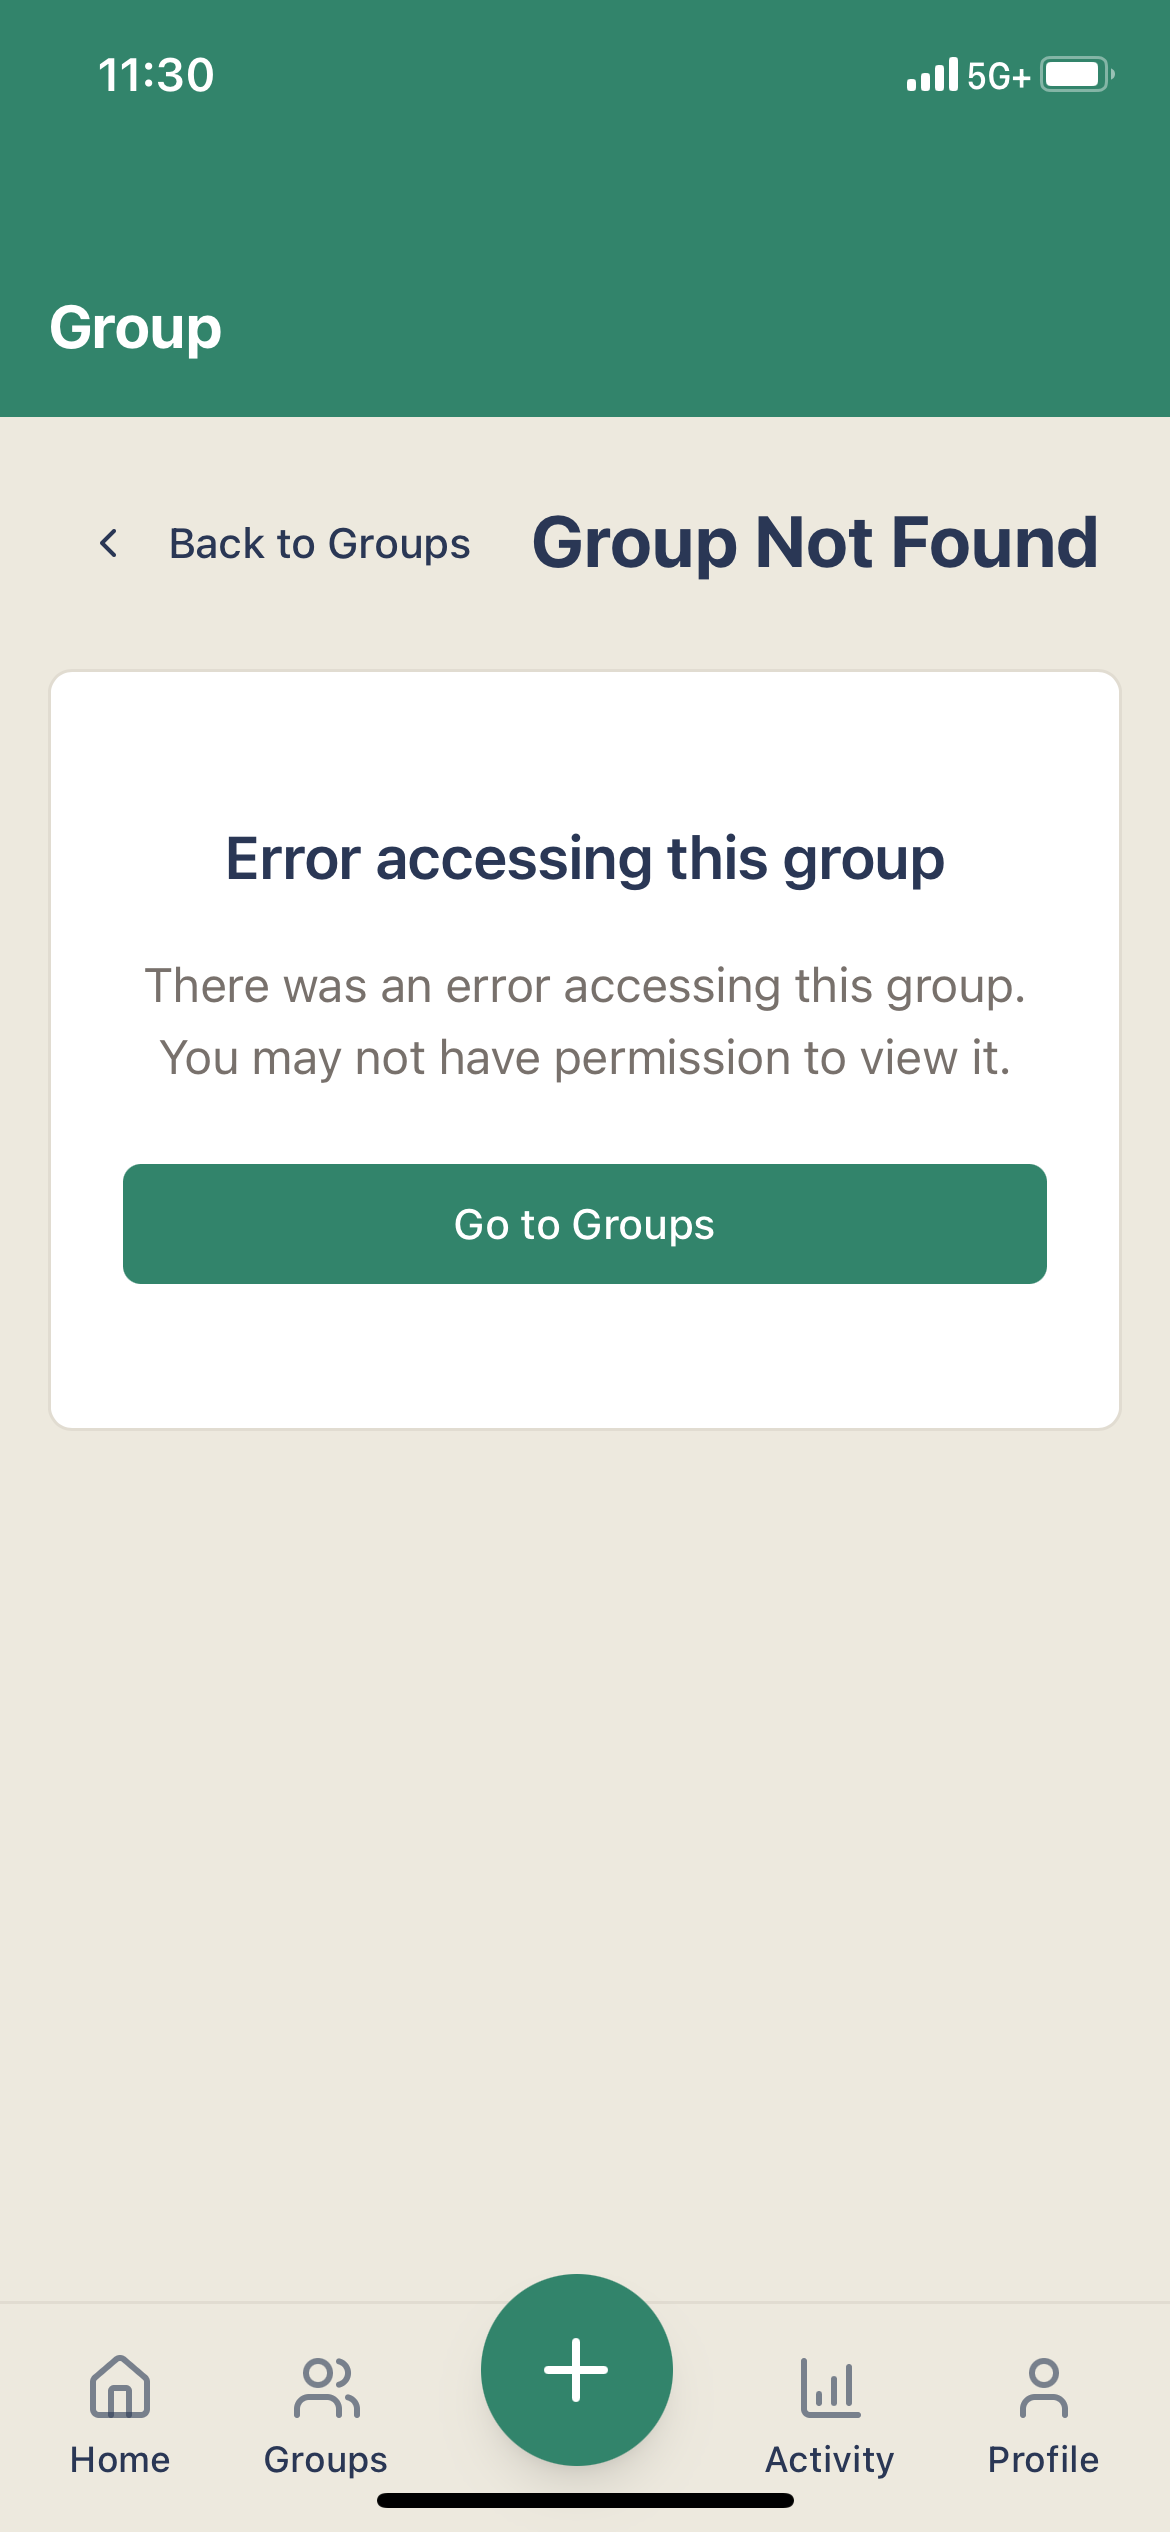 11:30
5G+
Group
Back to Groups
Group Not Found
Error accessing this group
There was an error accessing this group.
You may not have permission to view it.
Go to Groups
Home
Groups
Activity
Profile